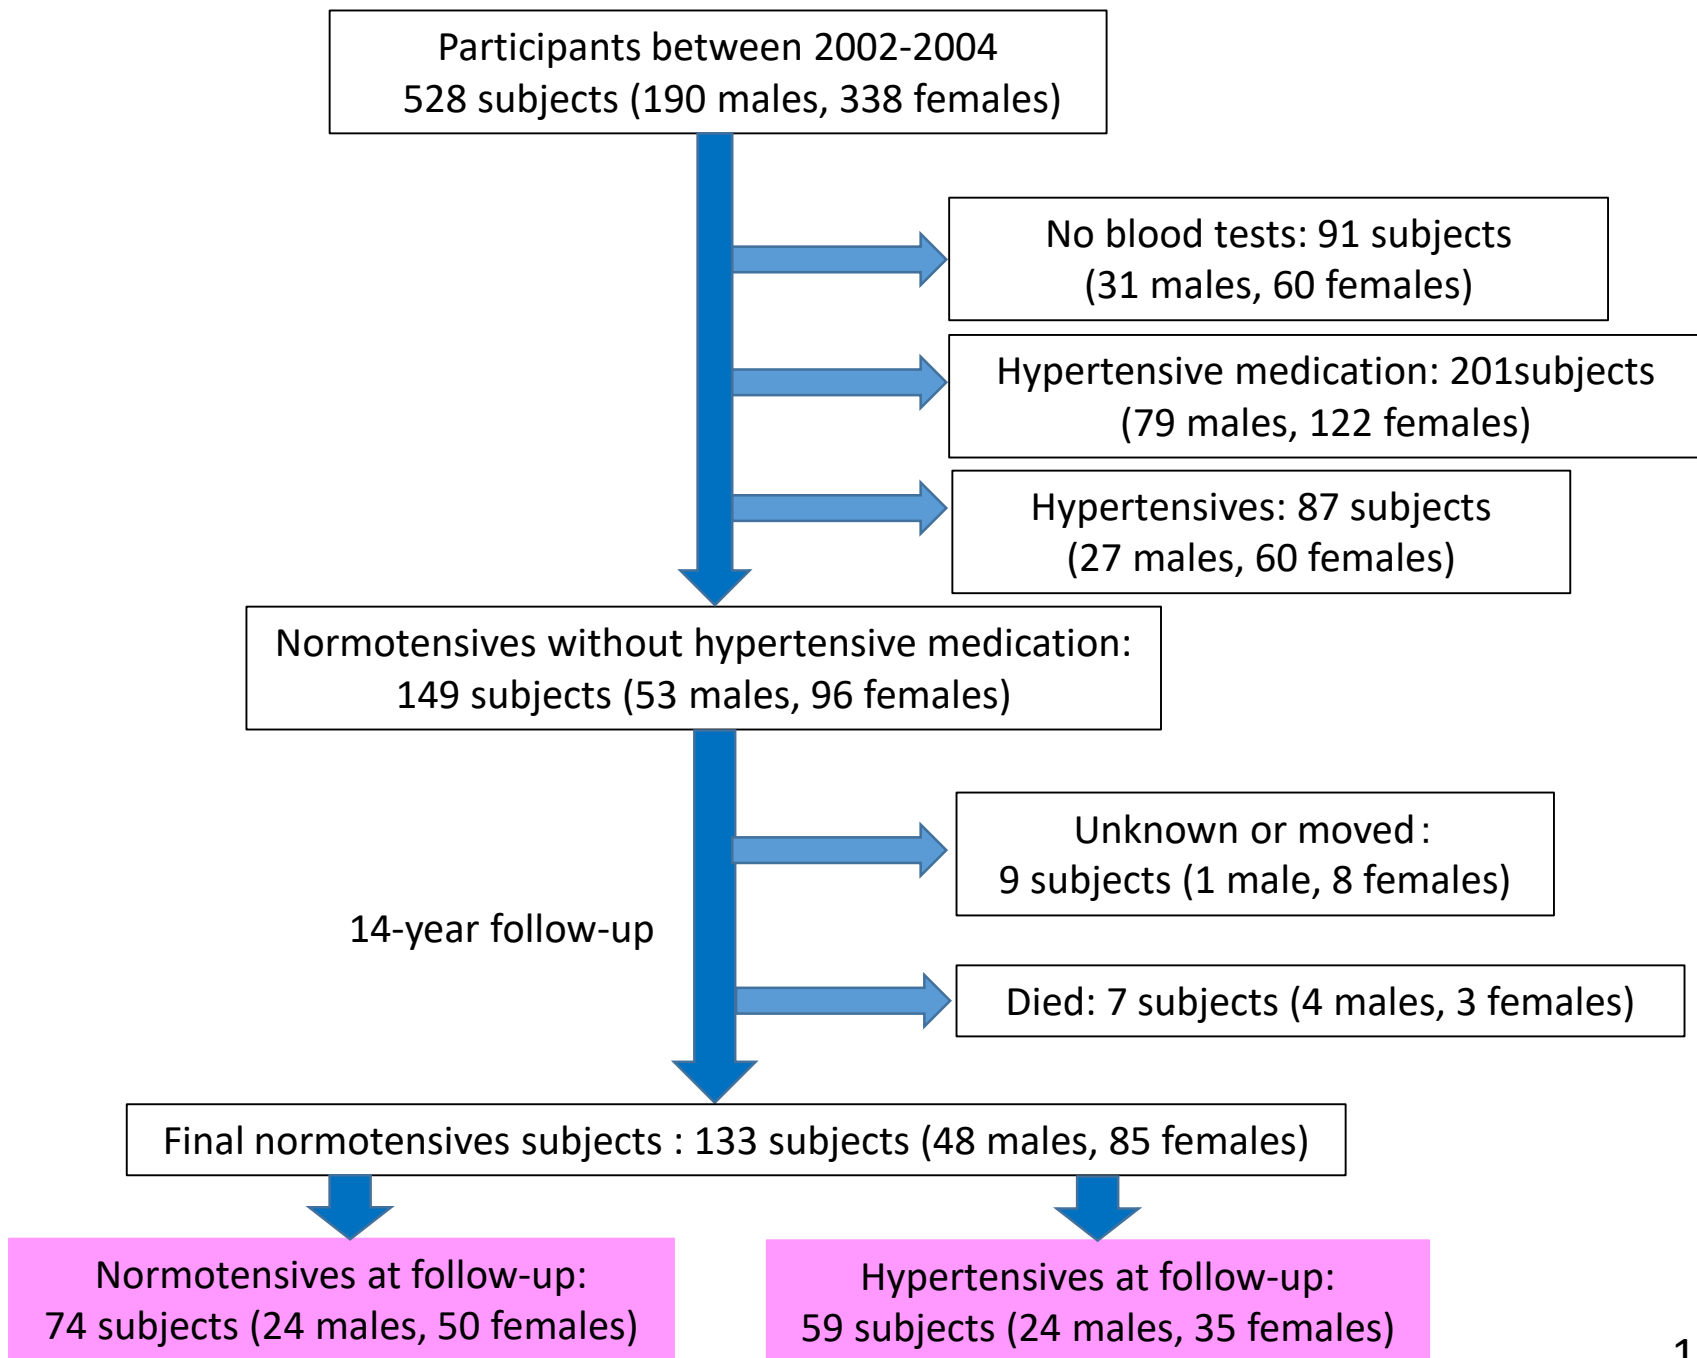 Participants between 2002-2004
528 subjects (190 males, 338 females)
No blood tests: 91 subjects
(31 males, 60 females)
Hypertensive medication: 201subjects
(79 males, 122 females)
Hypertensives: 87 subjects
(27 males, 60 females)
Normotensives without hypertensive medication:
149 subjects (53 males, 96 females)
Unknown or moved：
9 subjects (1 male, 8 females)
14-year follow-up
Died: 7 subjects (4 males, 3 females)
Final normotensives subjects : 133 subjects (48 males, 85 females)
Normotensives at follow-up:
74 subjects (24 males, 50 females)
Hypertensives at follow-up:
59 subjects (24 males, 35 females)
1